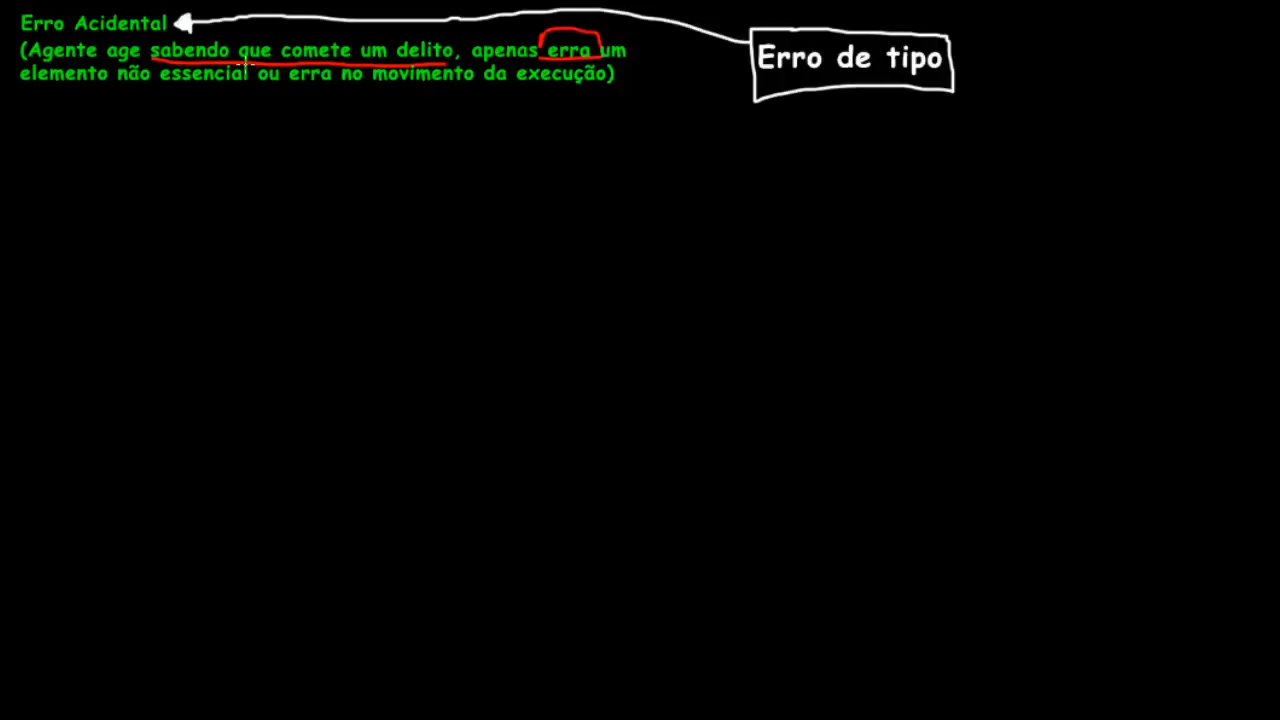 Erro Acidental
(Agente age sabendo que comete um delito, apenas erra um
elemento não essencial ou erra no movimento da execução)
Erro de tipo